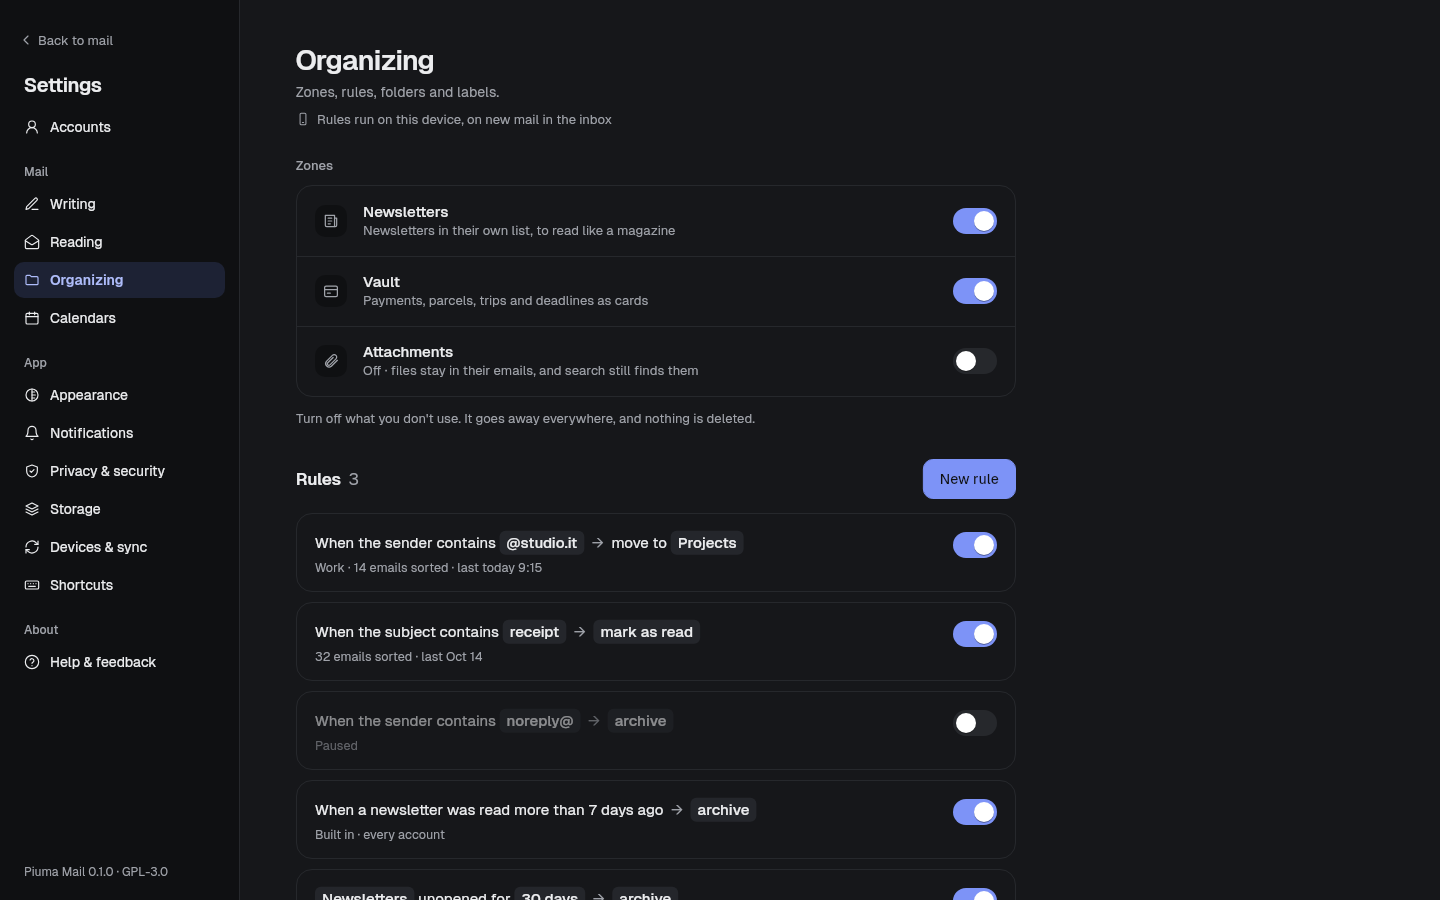 Back to mail
Settings
Accounts
Mail
Writing
Reading
Organizing
Calendars
App
Appearance
Notifications
Privacy & security
Storage
Devices & sync
Shortcuts
About
Help & feedback
Piuma Mail 0.1.0 · GPL-3.0
Organizing
Zones, rules, folders and labels.
Rules run on this device, on new mail in the inbox
Zones
Newsletters
Newsletters in their own list, to read like a magazine
Vault
Payments, parcels, trips and deadlines as cards
Attachments
Off · files stay in their emails, and search still finds them
Turn off what you don't use. It goes away everywhere, and nothing is deleted.
Rules 3
New rule
When the sender contains @studio.it → move to Projects
Work · 14 emails sorted · last today 9:15
When the subject contains receipt → mark as read
32 emails sorted · last Oct 14
When the sender contains noreply@ → archive
Paused
When a newsletter was read more than 7 days ago → archive
Built in · every account
Newsletters unopened for 30 days → archive